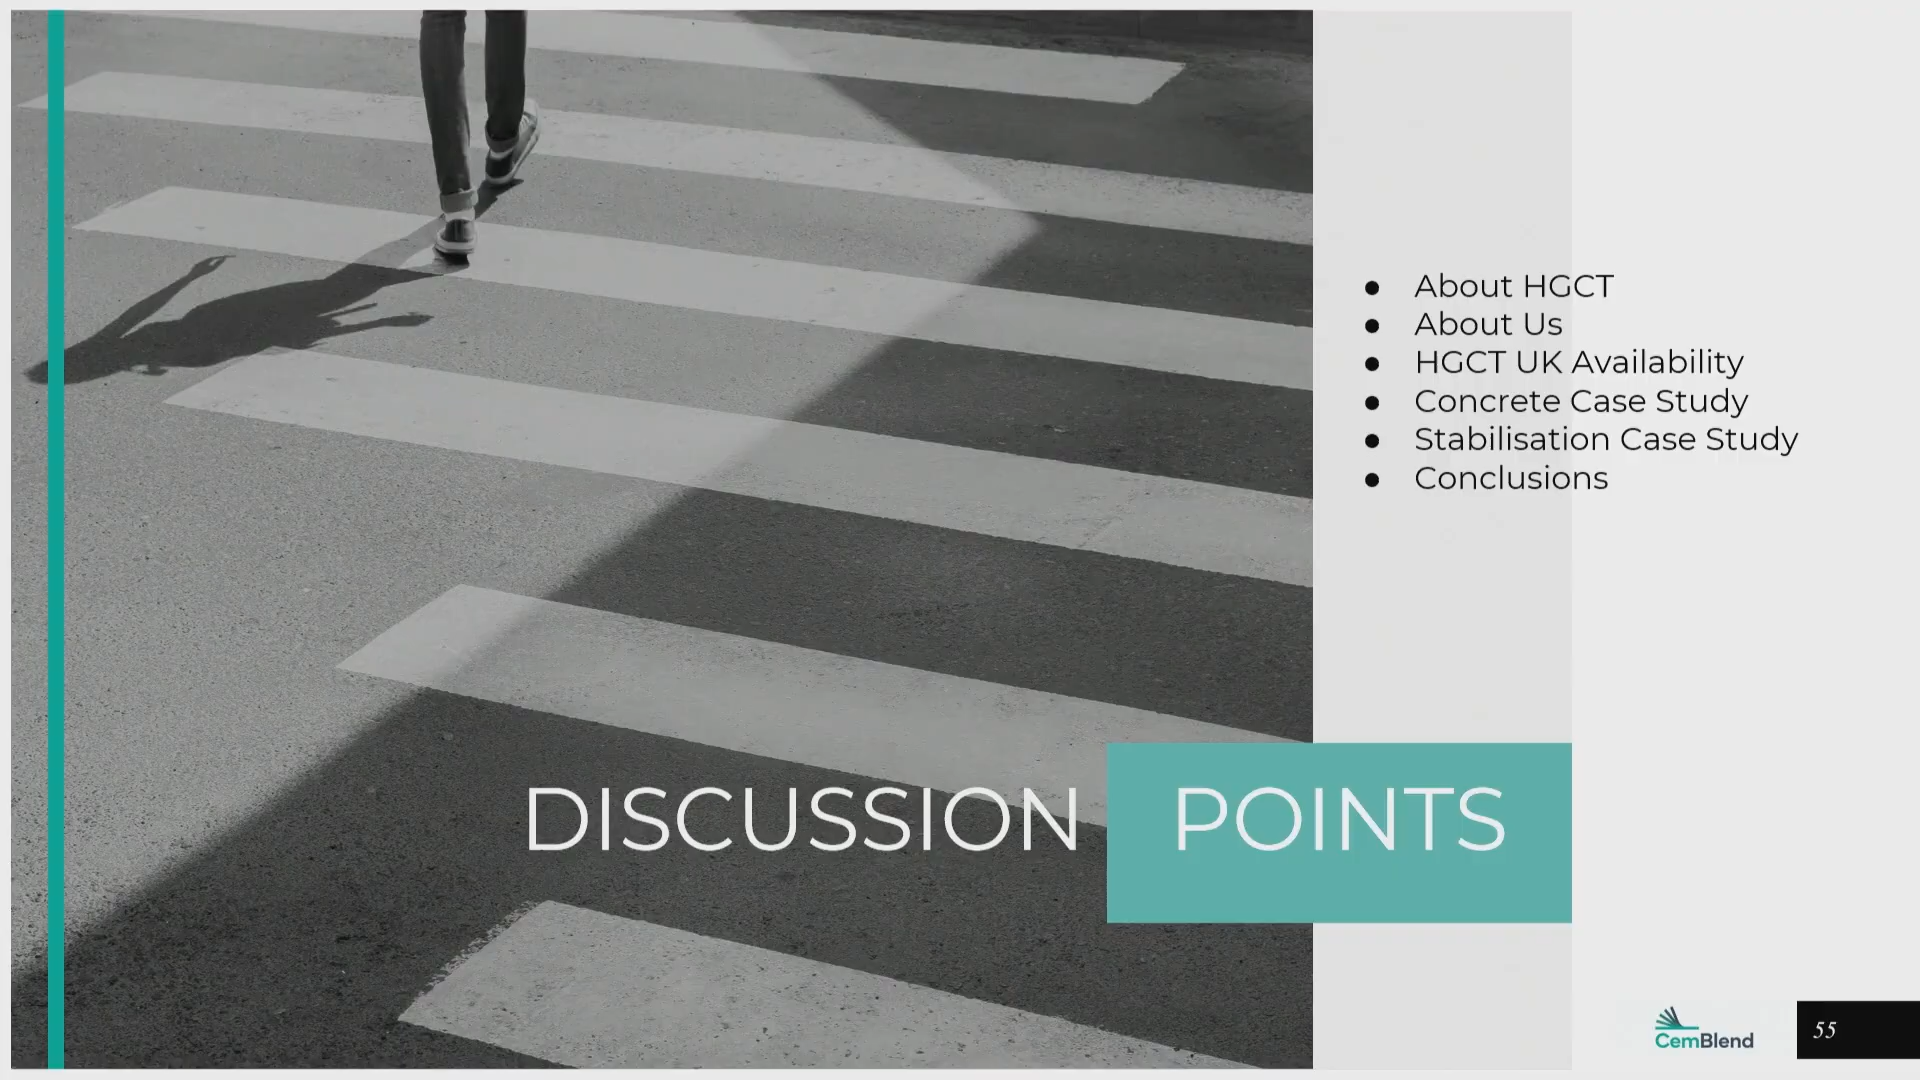 About HGCT
About Us
HGCT UK Availability
Concrete Case Study
Stabilisation Case Study
Conclusions
DISCUSSION POINTS
CemBlend
55